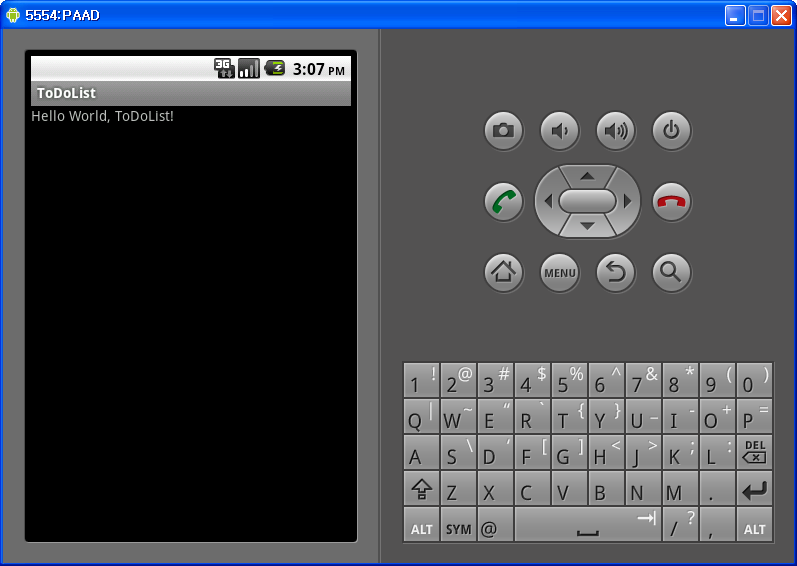 5554:PAAD
3G 3:07 PM
ToDoList
Hello World, ToDoList!
MENU
1 ! 2 @ 3 # 4 $ 5 % 6 ^ 7 & 8 * 9 ( 0 )
Q | W ~ E “ R ` T { Y } U _ I - O + P =
A S \ D ‘ F [ G ] H < J > K ; L : DEL
Z X C V B N M .
ALT SYM @ / ? , ALT